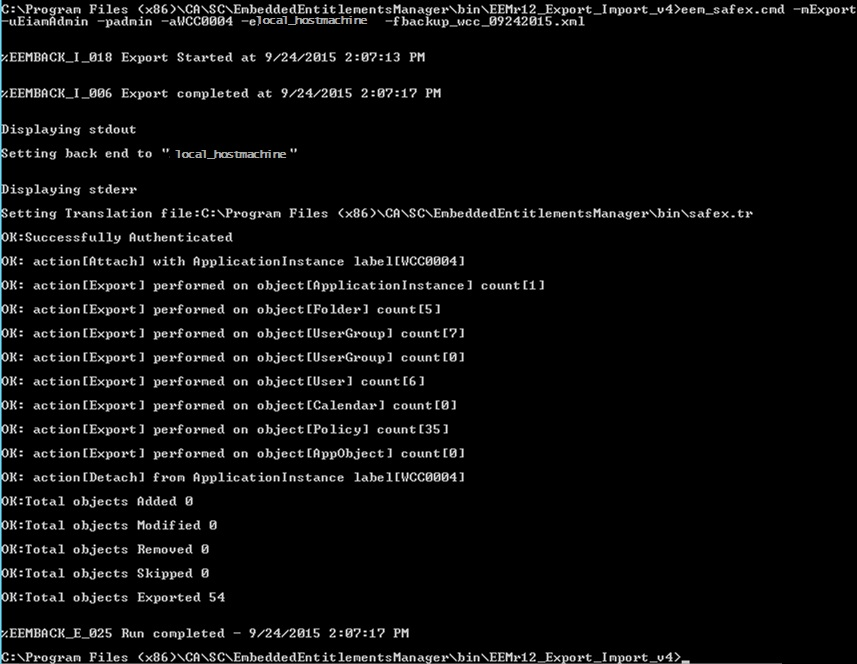 C:\Program Files (x86)\CA\SC\EmbeddedEntitlementsManager\bin\EEMr12_Export_Import_v4>eem_safex.cmd -mExport
-uEiamAdmin -padmin -aWCC0004 -elocal_hostmachine -fbackup_wcc_09242015.xml
%EEMBACK_I_018 Export Started at 9/24/2015 2:07:13 PM
%EEMBACK_I_006 Export completed at 9/24/2015 2:07:17 PM
Displaying stdout
Setting back end to "local_hostmachine"
Displaying stderr
Setting Translation file:C:\Program Files (x86)\CA\SC\EmbeddedEntitlementsManager\bin\safex.tr
OK:Successfully Authenticated
OK: action[Attach] with ApplicationInstance label[WCC0004]
OK: action[Export] performed on object[ApplicationInstance] count[1]
OK: action[Export] performed on object[Folder] count[5]
OK: action[Export] performed on object[UserGroup] count[7]
OK: action[Export] performed on object[UserGroup] count[0]
OK: action[Export] performed on object[User] count[6]
OK: action[Export] performed on object[Calendar] count[0]
OK: action[Export] performed on object[Policy] count[35]
OK: action[Export] performed on object[AppObject] count[0]
OK: action[Detach] from ApplicationInstance label[WCC0004]
OK:Total objects Added 0
OK:Total objects Modified 0
OK:Total objects Removed 0
OK:Total objects Skipped 0
OK:Total objects Exported 54
%EEMBACK_E_025 Run completed - 9/24/2015 2:07:17 PM
C:\Program Files (x86)\CA\SC\EmbeddedEntitlementsManager\bin\EEMr12_Export_Import_v4>_